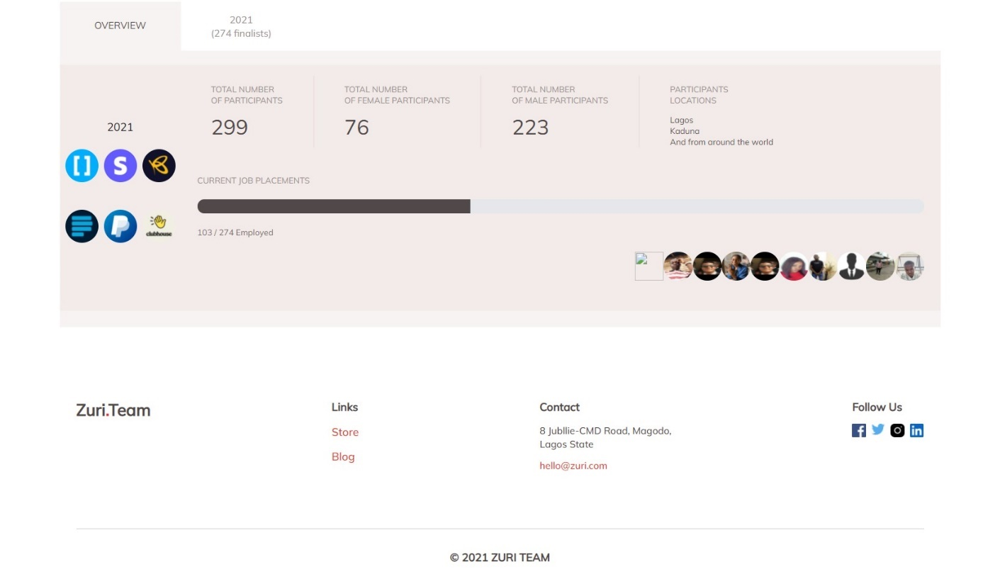 OVERVIEW
2021
(274 finalists)
2021
TOTAL NUMBER
OF PARTICIPANTS
299
TOTAL NUMBER
OF FEMALE PARTICIPANTS
76
TOTAL NUMBER
OF MALE PARTICIPANTS
223
PARTICIPANTS
LOCATIONS
Lagos
Kaduna
And from around the world
S
clubhouse
CURRENT JOB PLACEMENTS
103 / 274 Employed
Zuri.Team
Links
Store
Blog
Contact
8 Jubllie-CMD Road, Magodo,
Lagos State
hello@zuri.com
Follow Us
© 2021 ZURI TEAM